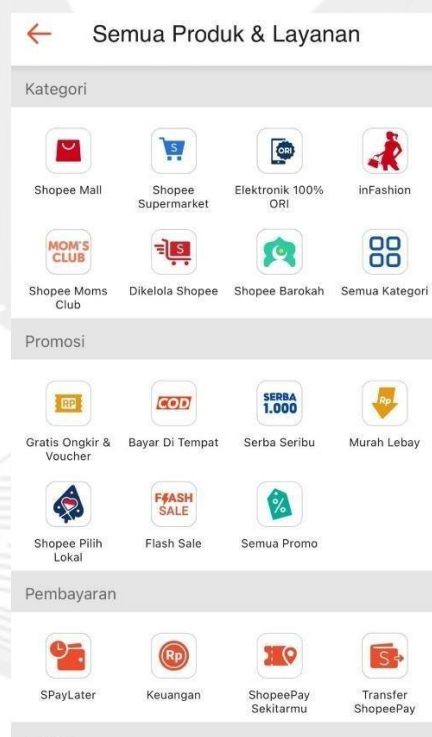 Semua Produk & Layanan
Kategori
S
ORI
Shopee Mall
Shopee
Supermarket
Elektronik 100%
ORI
inFashion
MOM'S
CLUB
S
Shopee Moms
Club
Dikelola Shopee
Shopee Barokah
Semua Kategori
Promosi
RP
COD
SERBA
1.000
Rp
Gratis Ongkir &
Voucher
Bayar Di Tempat
Serba Seribu
Murah Lebay
FLASH
SALE
%
Shopee Pilih
Lokal
Flash Sale
Semua Promo
Pembayaran
Rp
S
SPayLater
Keuangan
ShopeePay
Sekitarmu
Transfer
ShopeePay